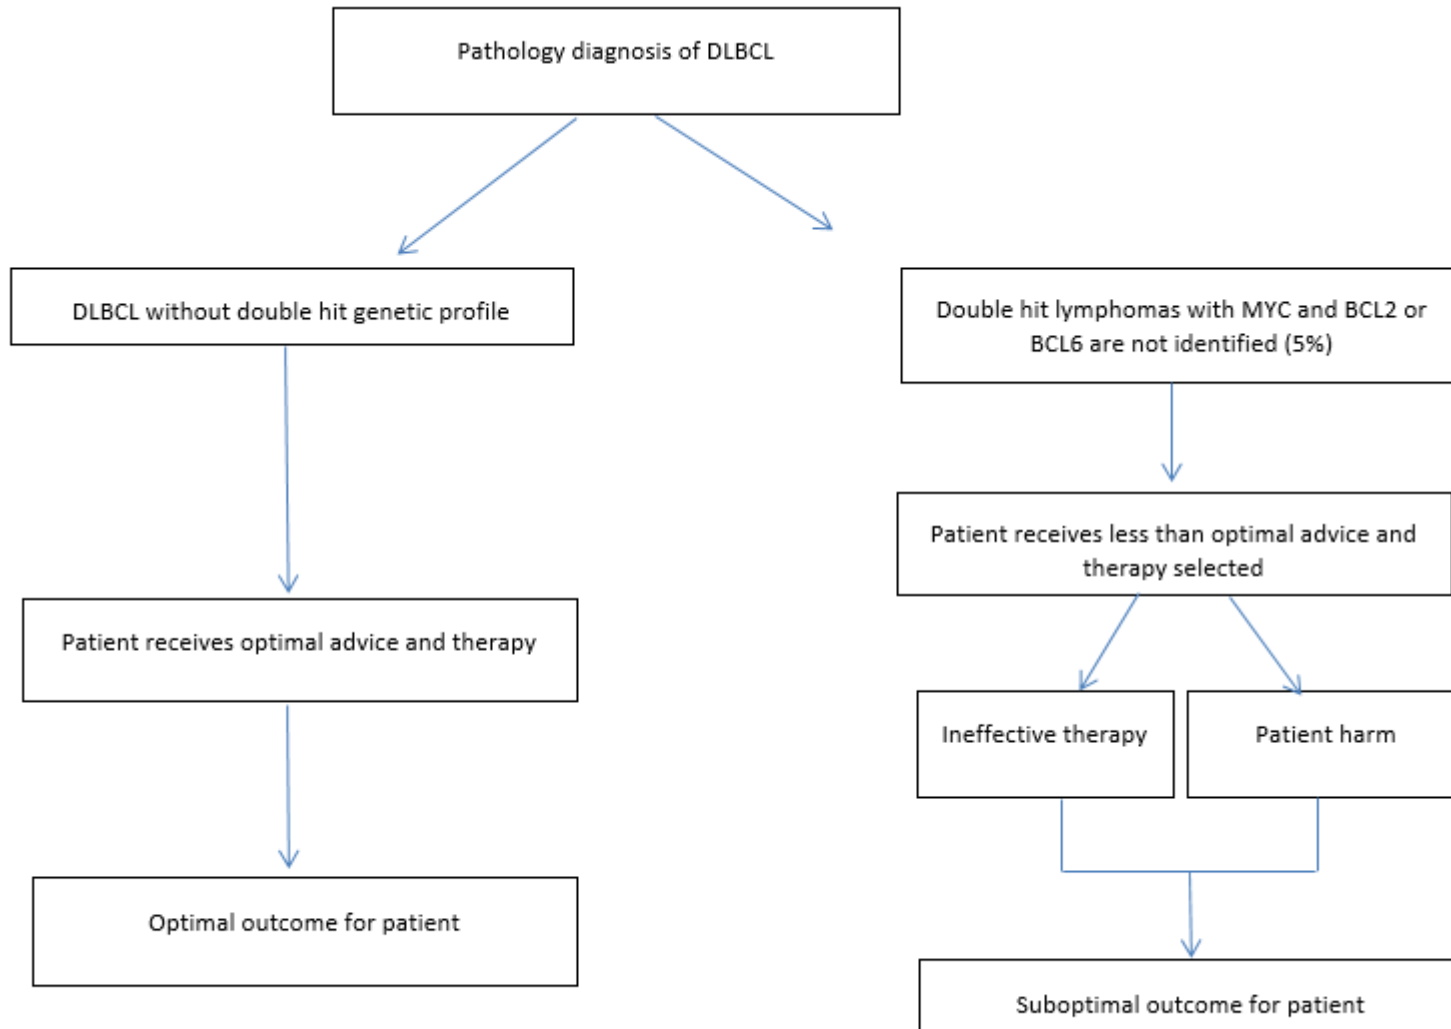 Pathology diagnosis of DLBCL
DLBCL without double hit genetic profile
Double hit lymphomas with MYC and BCL2 or
BCL6 are not identified (5%)
Patient receives less than optimal advice and
therapy selected
Patient receives optimal advice and therapy
Ineffective therapy
Patient harm
Optimal outcome for patient
Suboptimal outcome for patient